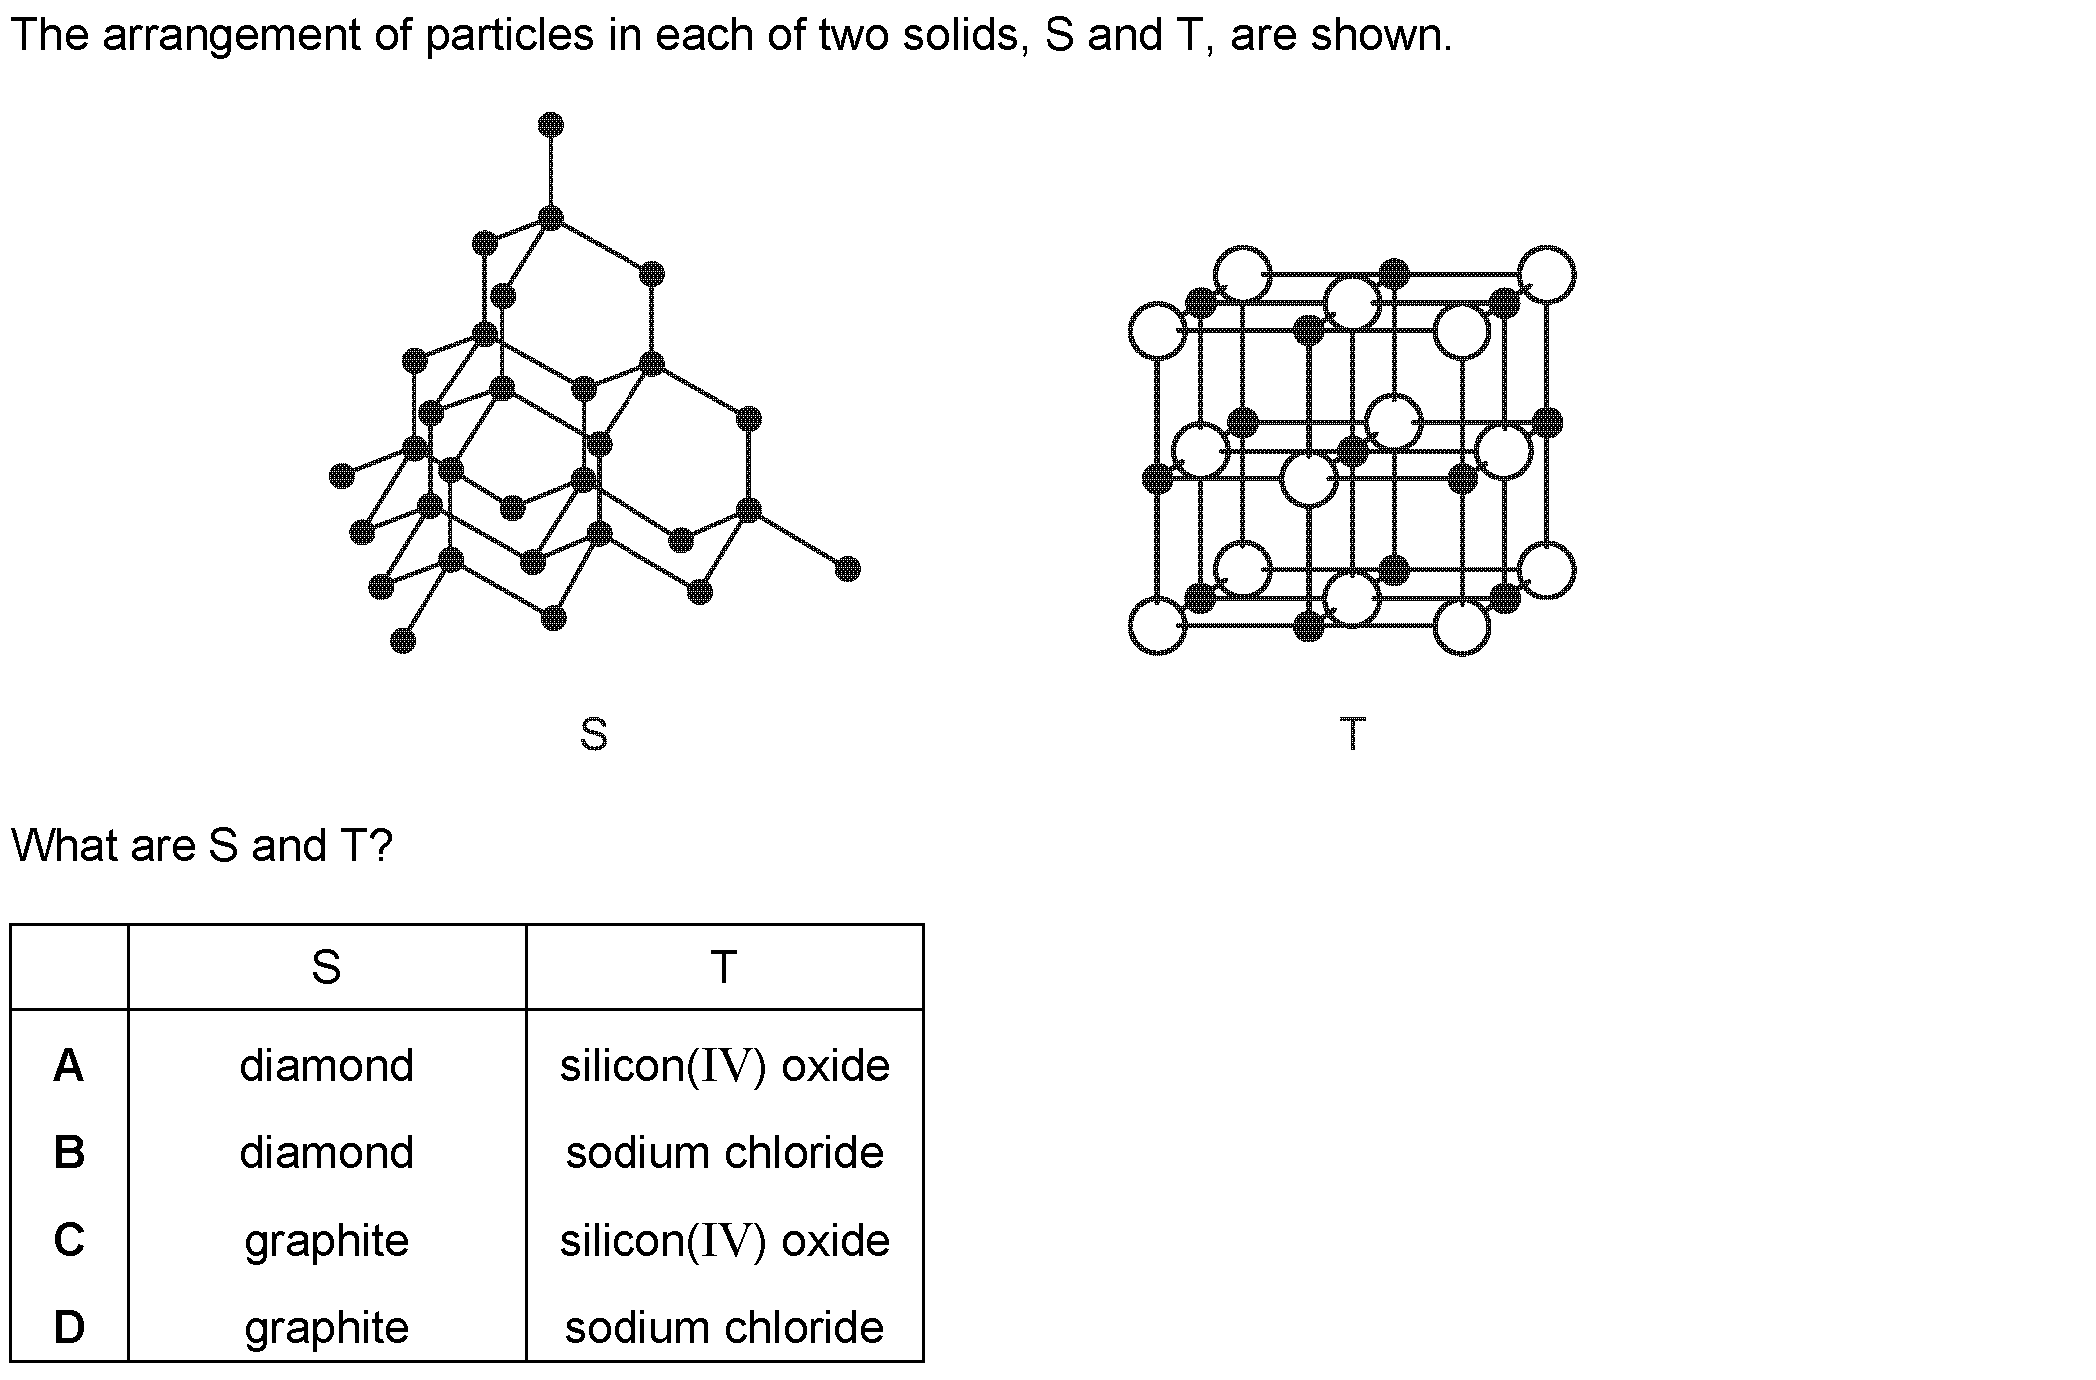 The arrangement of particles in each of two solids, S and T, are shown.
S T
What are S and T?
S T
A diamond silicon(IV) oxide
B diamond sodium chloride
C graphite silicon(IV) oxide
D graphite sodium chloride